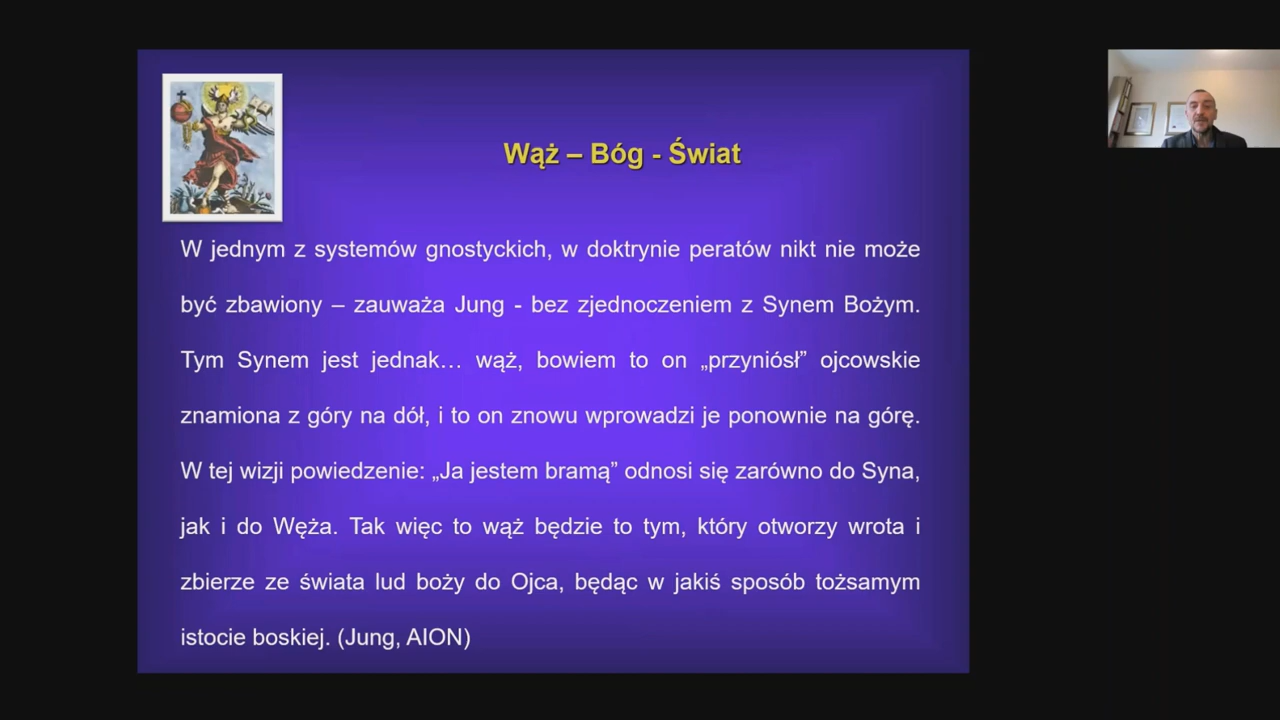 Wąż – Bóg - Świat
W jednym z systemów gnostyckich, w doktrynie peratów nikt nie może
być zbawiony – zauważa Jung - bez zjednoczeniem z Synem Bożym.
Tym Synem jest jednak… wąż, bowiem to on „przyniósł” ojcowskie
znamiona z góry na dół, i to on znowu wprowadzi je ponownie na górę.
W tej wizji powiedzenie: „Ja jestem bramą” odnosi się zarówno do Syna,
jak i do Węża. Tak więc to wąż będzie to tym, który otworzy wrota i
zbierze ze świata lud boży do Ojca, będąc w jakiś sposób tożsamym
istocie boskiej. (Jung, AION)